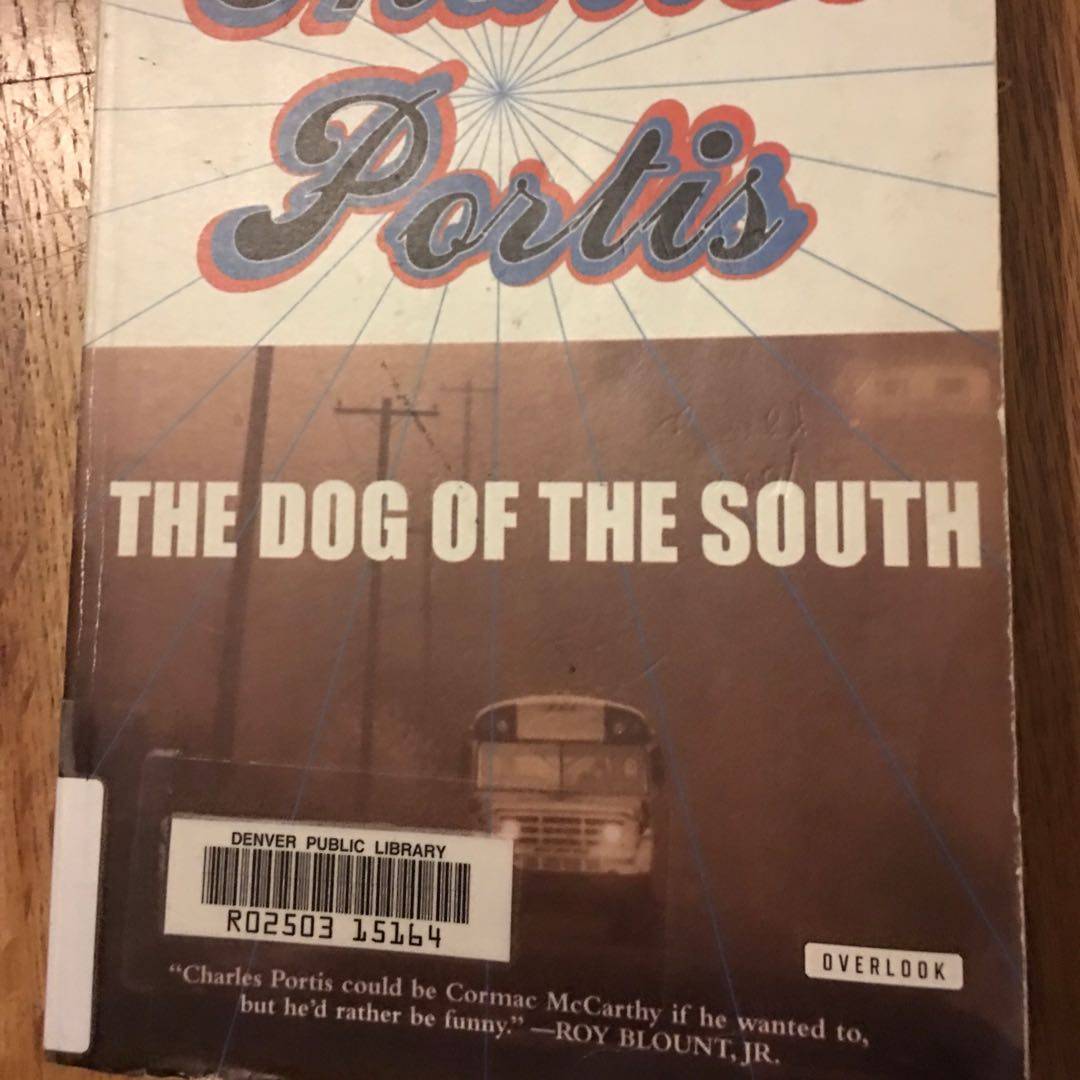 Charles
Portis
THE DOG OF THE SOUTH
DENVER PUBLIC LIBRARY
R02503 15164
OVERLOOK
“Charles Portis could be Cormac McCarthy if he wanted to,
but he’d rather be funny.” —ROY BLOUNT, JR.